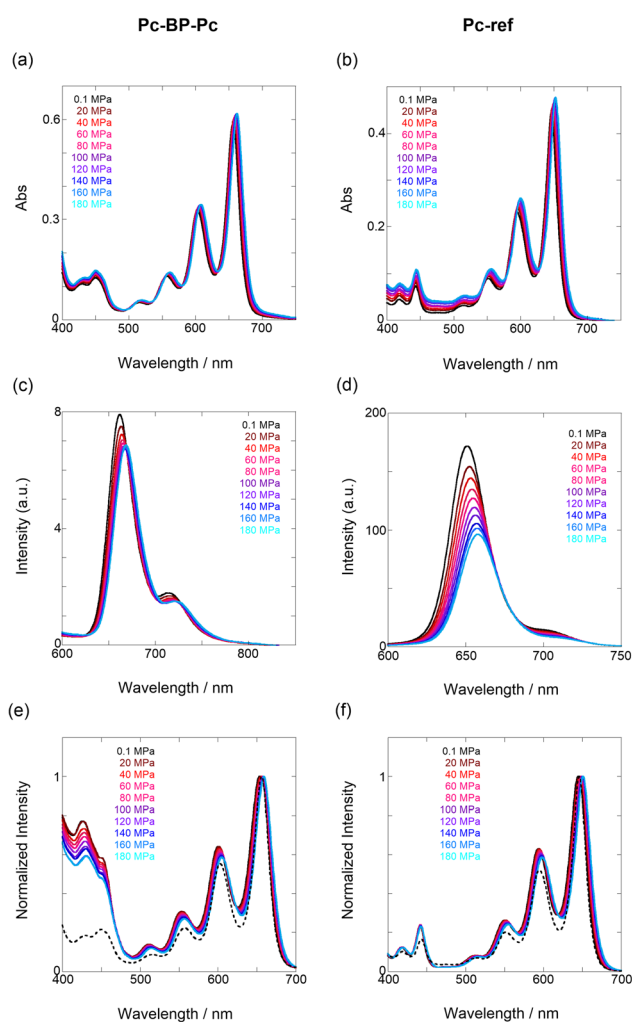 Pc-BP-Pc
Pc-ref
(a)
(b)
0.1 MPa
20 MPa
40 MPa
60 MPa
80 MPa
100 MPa
120 MPa
140 MPa
160 MPa
180 MPa
Abs
0.6
0.3
0
400 500 600 700
Wavelength / nm
0.1 MPa
20 MPa
40 MPa
60 MPa
80 MPa
100 MPa
120 MPa
140 MPa
160 MPa
180 MPa
Abs
0.4
0.2
0
400 500 600 700
Wavelength / nm
(c)
(d)
0.1 MPa
20 MPa
40 MPa
60 MPa
80 MPa
100 MPa
120 MPa
140 MPa
160 MPa
180 MPa
Intensity (a.u.)
8
4
0
600 700 800
Wavelength / nm
0.1 MPa
20 MPa
40 MPa
60 MPa
80 MPa
100 MPa
120 MPa
140 MPa
160 MPa
180 MPa
Intensity (a.u.)
200
100
0
600 650 700 750
Wavelength / nm
(e)
(f)
0.1 MPa
20 MPa
40 MPa
60 MPa
80 MPa
100 MPa
120 MPa
140 MPa
160 MPa
180 MPa
Normalized Intensity
1
0
400 500 600 700
Wavelength / nm
0.1 MPa
20 MPa
40 MPa
60 MPa
80 MPa
100 MPa
120 MPa
140 MPa
160 MPa
180 MPa
Normalized Intensity
1
0
400 500 600 700
Wavelength / nm